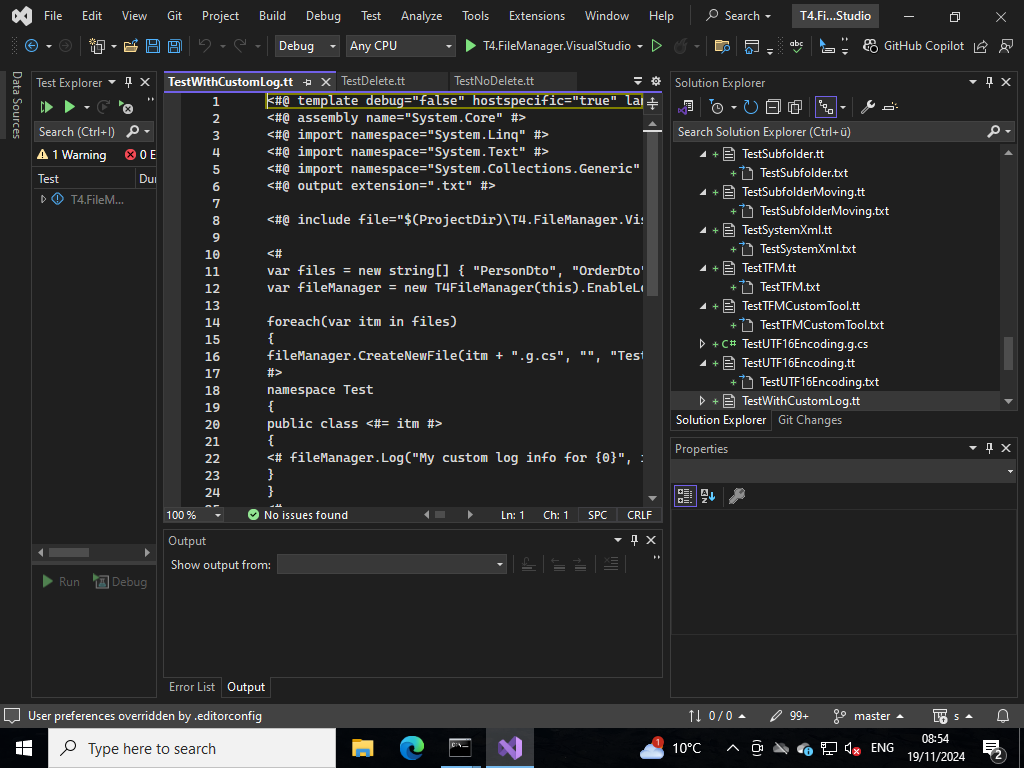 File Edit View Git Project Build Debug Test Analyze Tools Extensions Window Help Search T4.Fi...Studio
Debug Any CPU T4.FileManager.VisualStudio GitHub Copilot
Data Sources
Test Explorer
Search (Ctrl+I)
1 Warning 0 E
Test Du
T4.FileM...
Run Debug
TestWithCustomLog.tt TestDelete.tt TestNoDelete.tt
1 <#@ template debug="false" hostspecific="true" la
2 <#@ assembly name="System.Core" #>
3 <#@ import namespace="System.Linq" #>
4 <#@ import namespace="System.Text" #>
5 <#@ import namespace="System.Collections.Generic"
6 <#@ output extension=".txt" #>
7
8 <#@ include file="$(ProjectDir)\T4.FileManager.Vis
9
10 <#
11 var files = new string[] { "PersonDto", "OrderDto"
12 var fileManager = new T4FileManager(this).EnableLo
13
14 foreach(var itm in files)
15 {
16 fileManager.CreateNewFile(itm + ".g.cs", "", "Test
17 #>
18 namespace Test
19 {
20 public class <#= itm #>
21 {
22 <# fileManager.Log("My custom log info for {0}", i
23 }
24 }
100 % No issues found Ln: 1 Ch: 1 SPC CRLF
Output
Show output from:
Error List Output
Solution Explorer
Search Solution Explorer (Ctrl+ü)
TestSubfolder.tt
TestSubfolder.txt
TestSubfolderMoving.tt
TestSubfolderMoving.txt
TestSystemXml.tt
TestSystemXml.txt
TestTFM.tt
TestTFM.txt
TestTFMCustomTool.tt
TestTFMCustomTool.txt
C# TestUTF16Encoding.g.cs
TestUTF16Encoding.tt
TestUTF16Encoding.txt
TestWithCustomLog.tt
Solution Explorer Git Changes
Properties
User preferences overridden by .editorconfig 0 / 0 99+ master s
Type here to search 1 10°C ENG 08:54
19/11/2024 2